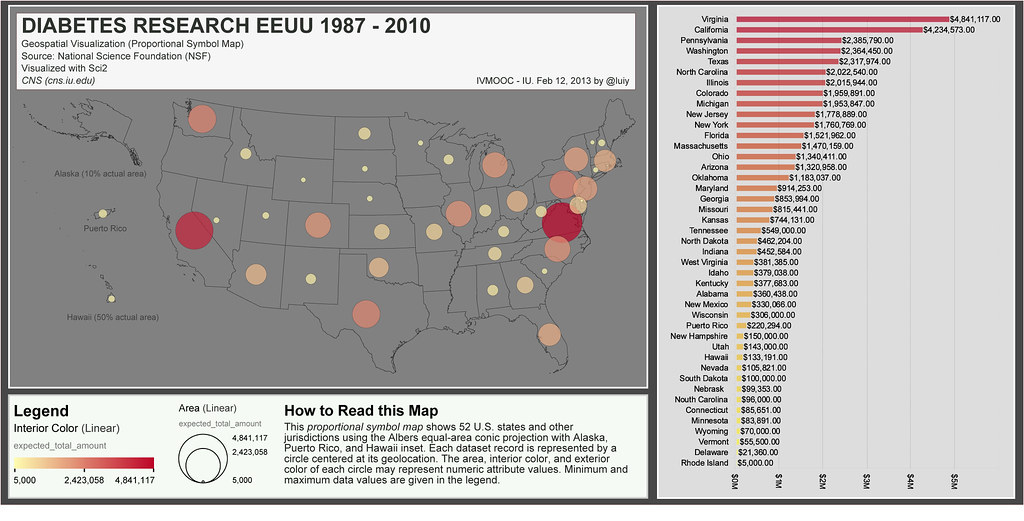 DIABETES RESEARCH EEUU 1987 - 2010
Geospatial Visualization (Proportional Symbol Map)
Source: National Science Foundation (NSF)
Visualized with Sci2
CNS (cns.iu.edu)
IVMOOC - IU. Feb 12, 2013 by @luiy
Alaska (10% actual area)
Puerto Rico
Hawaii (50% actual area)
Legend
Interior Color (Linear)
expected_total_amount
5,000 2,423,058 4,841,117
Area (Linear)
expected_total_amount
4,841,117
2,423,058
5,000
How to Read this Map
This proportional symbol map shows 52 U.S. states and other
jurisdictions using the Albers equal-area conic projection with Alaska,
Puerto Rico, and Hawaii inset. Each dataset record is represented by a
circle centered at its geolocation. The area, interior color, and exterior
color of each circle may represent numeric attribute values. Minimum and
maximum data values are given in the legend.
Virginia $4,841,117.00
California $4,234,573.00
Pennsylvania $2,385,790.00
Washington $2,364,450.00
Texas $2,317,974.00
North Carolina $2,022,540.00
Illinois $2,015,944.00
Colorado $1,959,891.00
Michigan $1,953,847.00
New Jersey $1,778,889.00
New York $1,760,769.00
Florida $1,521,962.00
Massachusetts $1,470,159.00
Ohio $1,340,411.00
Arizona $1,320,958.00
Oklahoma $1,183,037.00
Maryland $914,253.00
Georgia $853,994.00
Missouri $815,441.00
Kansas $744,131.00
Tennessee $549,000.00
North Dakota $462,204.00
Indiana $452,584.00
West Virginia $381,385.00
Idaho $379,038.00
Kentucky $377,683.00
Alabama $360,438.00
New Mexico $330,066.00
Wisconsin $306,000.00
Puerto Rico $220,294.00
New Hampshire $150,000.00
Utah $143,000.00
Hawaii $133,191.00
Nevada $105,821.00
South Dakota $100,000.00
Nebrask $99,353.00
South Carolina $96,000.00
Connecticut $85,651.00
Minnesota $83,891.00
Wyoming $70,000.00
Vermont $55,500.00
Delaware $21,360.00
Rhode Island $5,000.00
$0M $1M $2M $3M $4M $5M